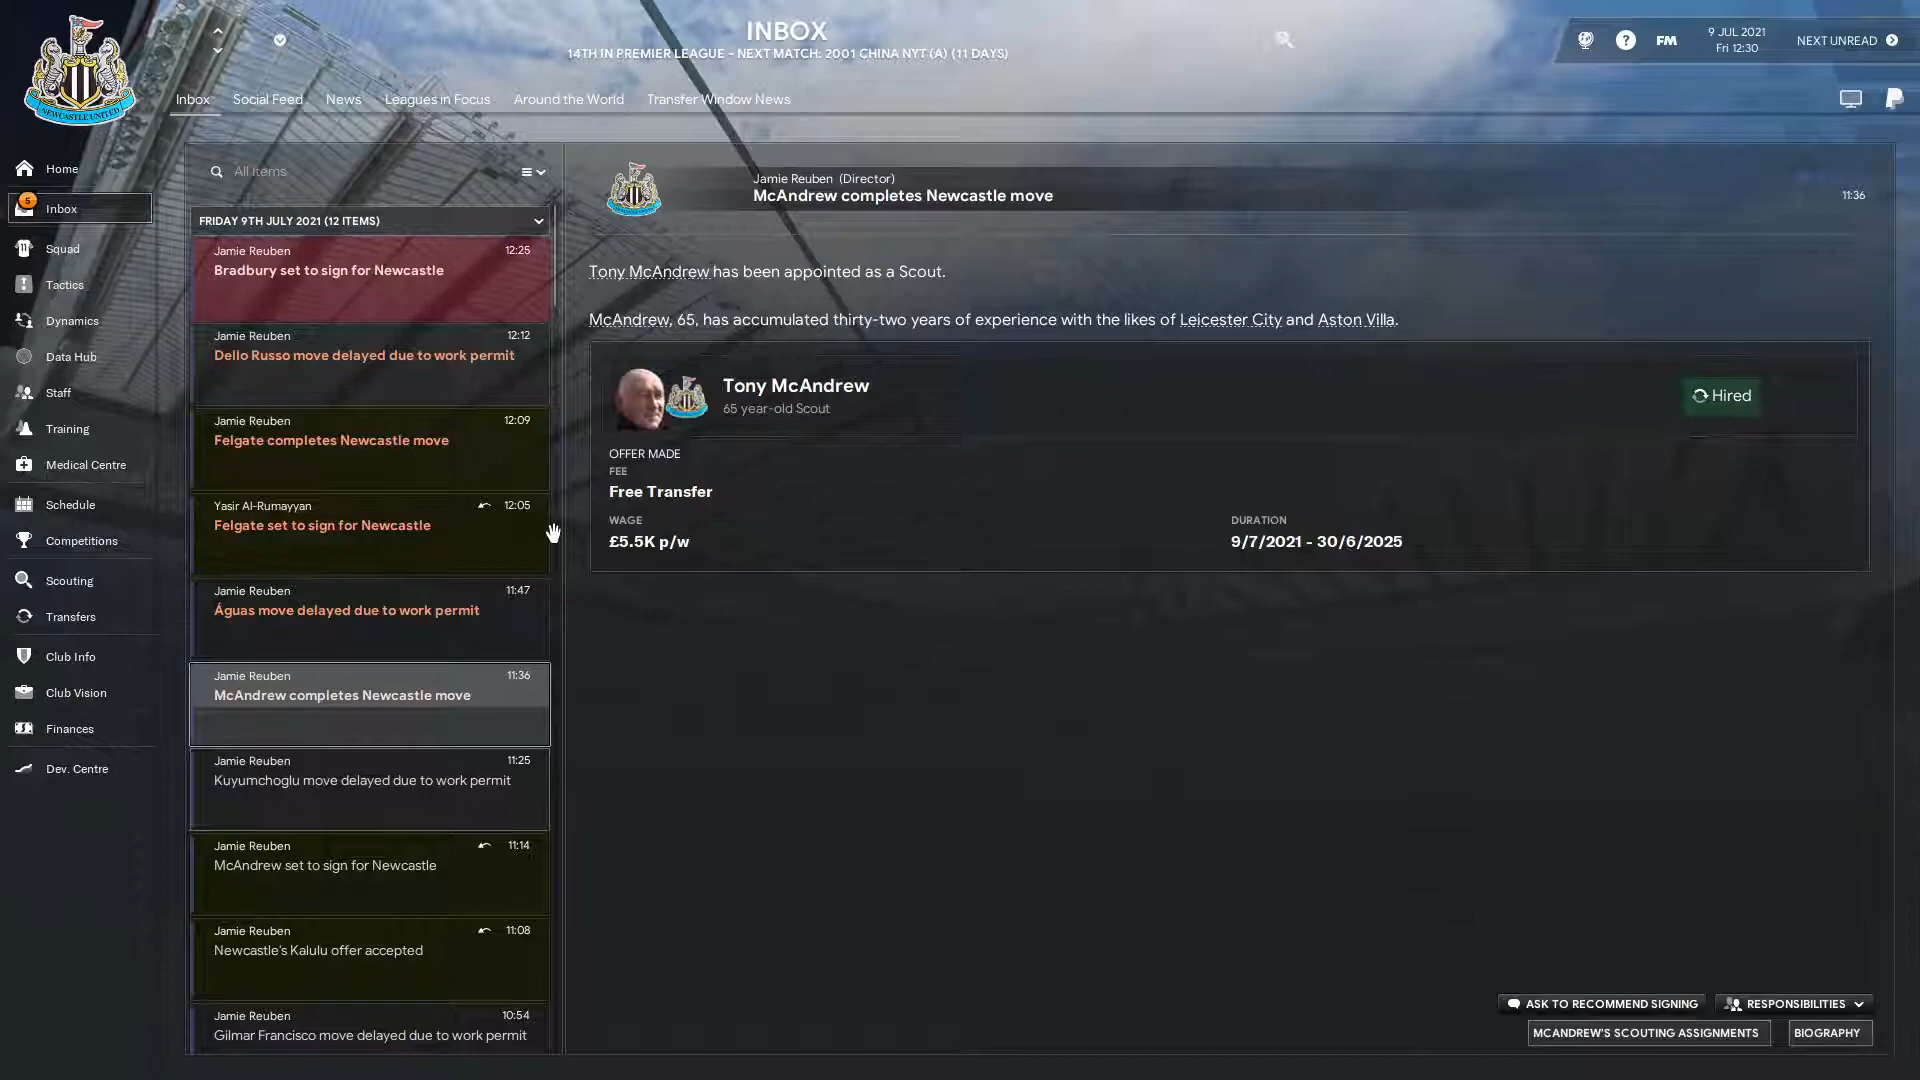 INBOX
14TH IN PREMIER LEAGUE - NEXT MATCH: 2001 CHINA NYT (A) (11 DAYS)
FM
9 JUL 2021
Fri 12:30
NEXT UNREAD
NEWCASTLE UNITED
Inbox
Social Feed
News
Leagues in Focus
Around the World
Transfer Window News
Home
5
Inbox
Squad
Tactics
Dynamics
Data Hub
Staff
Training
Medical Centre
Schedule
Competitions
Scouting
Transfers
Club Info
Club Vision
Finances
Dev. Centre
All Items
FRIDAY 9TH JULY 2021 (12 ITEMS)
Jamie Reuben 12:25
Bradbury set to sign for Newcastle
Jamie Reuben 12:12
Dello Russo move delayed due to work permit
Jamie Reuben 12:09
Felgate completes Newcastle move
Yasir Al-Rumayyan 12:05
Felgate set to sign for Newcastle
Jamie Reuben 11:47
Águas move delayed due to work permit
Jamie Reuben 11:36
McAndrew completes Newcastle move
Jamie Reuben 11:25
Kuyumchoglu move delayed due to work permit
Jamie Reuben 11:14
McAndrew set to sign for Newcastle
Jamie Reuben 11:08
Newcastle's Kalulu offer accepted
Jamie Reuben 10:54
Gilmar Francisco move delayed due to work permit
Jamie Reuben (Director)
McAndrew completes Newcastle move
11:36
Tony McAndrew has been appointed as a Scout.
McAndrew, 65, has accumulated thirty-two years of experience with the likes of Leicester City and Aston Villa.
Tony McAndrew
65 year-old Scout
Hired
OFFER MADE
FEE
Free Transfer
WAGE
£5.5K p/w
DURATION
9/7/2021 - 30/6/2025
ASK TO RECOMMEND SIGNING
RESPONSIBILITIES
MCANDREW'S SCOUTING ASSIGNMENTS
BIOGRAPHY